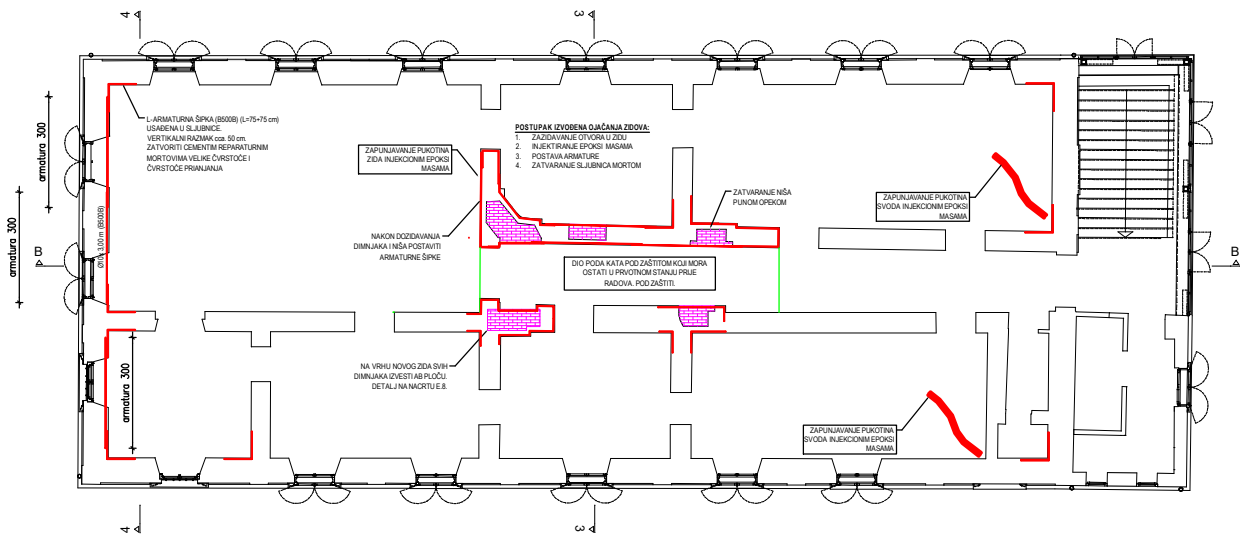 4
3
L-ARMATURNA ŠIPKA (B500B) (L=75+75 cm)
USAĐENA U SLJUBNICE.
VERTIKALNI RAZMAK cca. 50 cm.
ZATVORITI CEMENTIM REPARATURNIM
MORTOVIMA VELIKE ČVRSTOĆE I
ČVRSTOĆE PRIANJANJA
POSTUPAK IZVOĐENA OJAČANJA ZIDOVA:
1. ZAZIDAVANJE OTVORA U ZIDU
2. INJEKTIRANJE EPOKSI MASAMA
3. POSTAVA ARMATURE
4. ZATVARANJE SLJUBNICA MORTOM
ZAPUNJAVANJE PUKOTINA
ZIDA INJEKCIONIM EPOKSI
MASAMA
ZATVARANJE NIŠA
PUNOM OPEKOM
ZAPUNJAVANJE PUKOTINA
SVODA INJEKCIONIM EPOKSI
MASAMA
armatura 300
armatura 300
NAKON DOZIDAVANJA
DIMNJAKA I NIŠA POSTAVITI
ARMATURNE ŠIPKE
B
B
DIO PODA KATA POD ZAŠTITOM KOJI MORA
OSTATI U PRVOTNOM STANJU PRIJE
RADOVA. POD ZAŠTITI.
NA VRHU NOVOG ZIDA SVIH
DIMNJAKA IZVESTI AB PLOČU.
DETALJ NA NACRTU E.8.
armatura 300
ZAPUNJAVANJE PUKOTINA
SVODA INJEKCIONIM EPOKSI
MASAMA
4
3